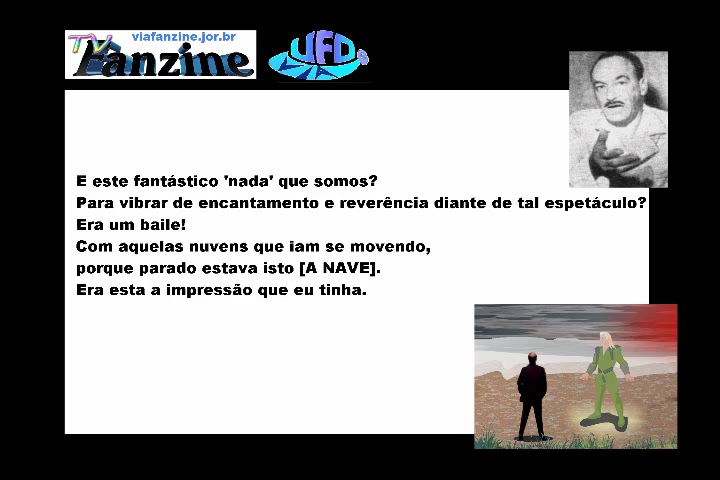 viafanzine.jor.br
TV Fanzine
UFO
VIA
E este fantástico 'nada' que somos?
Para vibrar de encantamento e reverência diante de tal espetáculo?
Era um baile!
Com aquelas nuvens que iam se movendo,
porque parado estava isto [A NAVE].
Era esta a impressão que eu tinha.